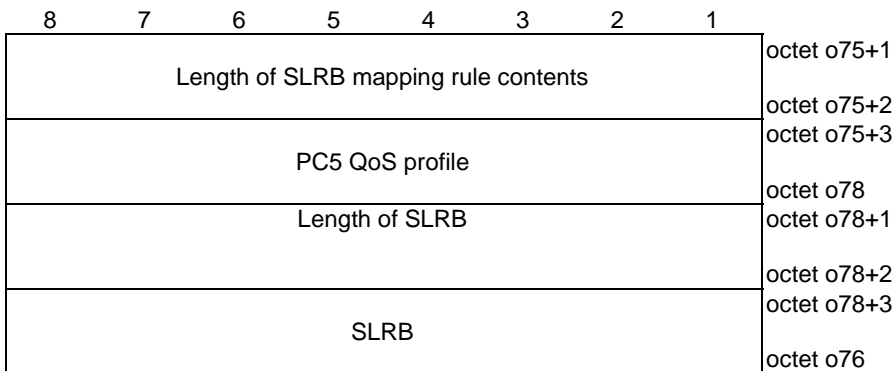 8 7 6 5 4 3 2 1
Length of SLRB mapping rule contents
octet o75+1
octet o75+2
PC5 QoS profile
octet o75+3
octet o78
Length of SLRB
octet o78+1
octet o78+2
SLRB
octet o78+3
octet o76